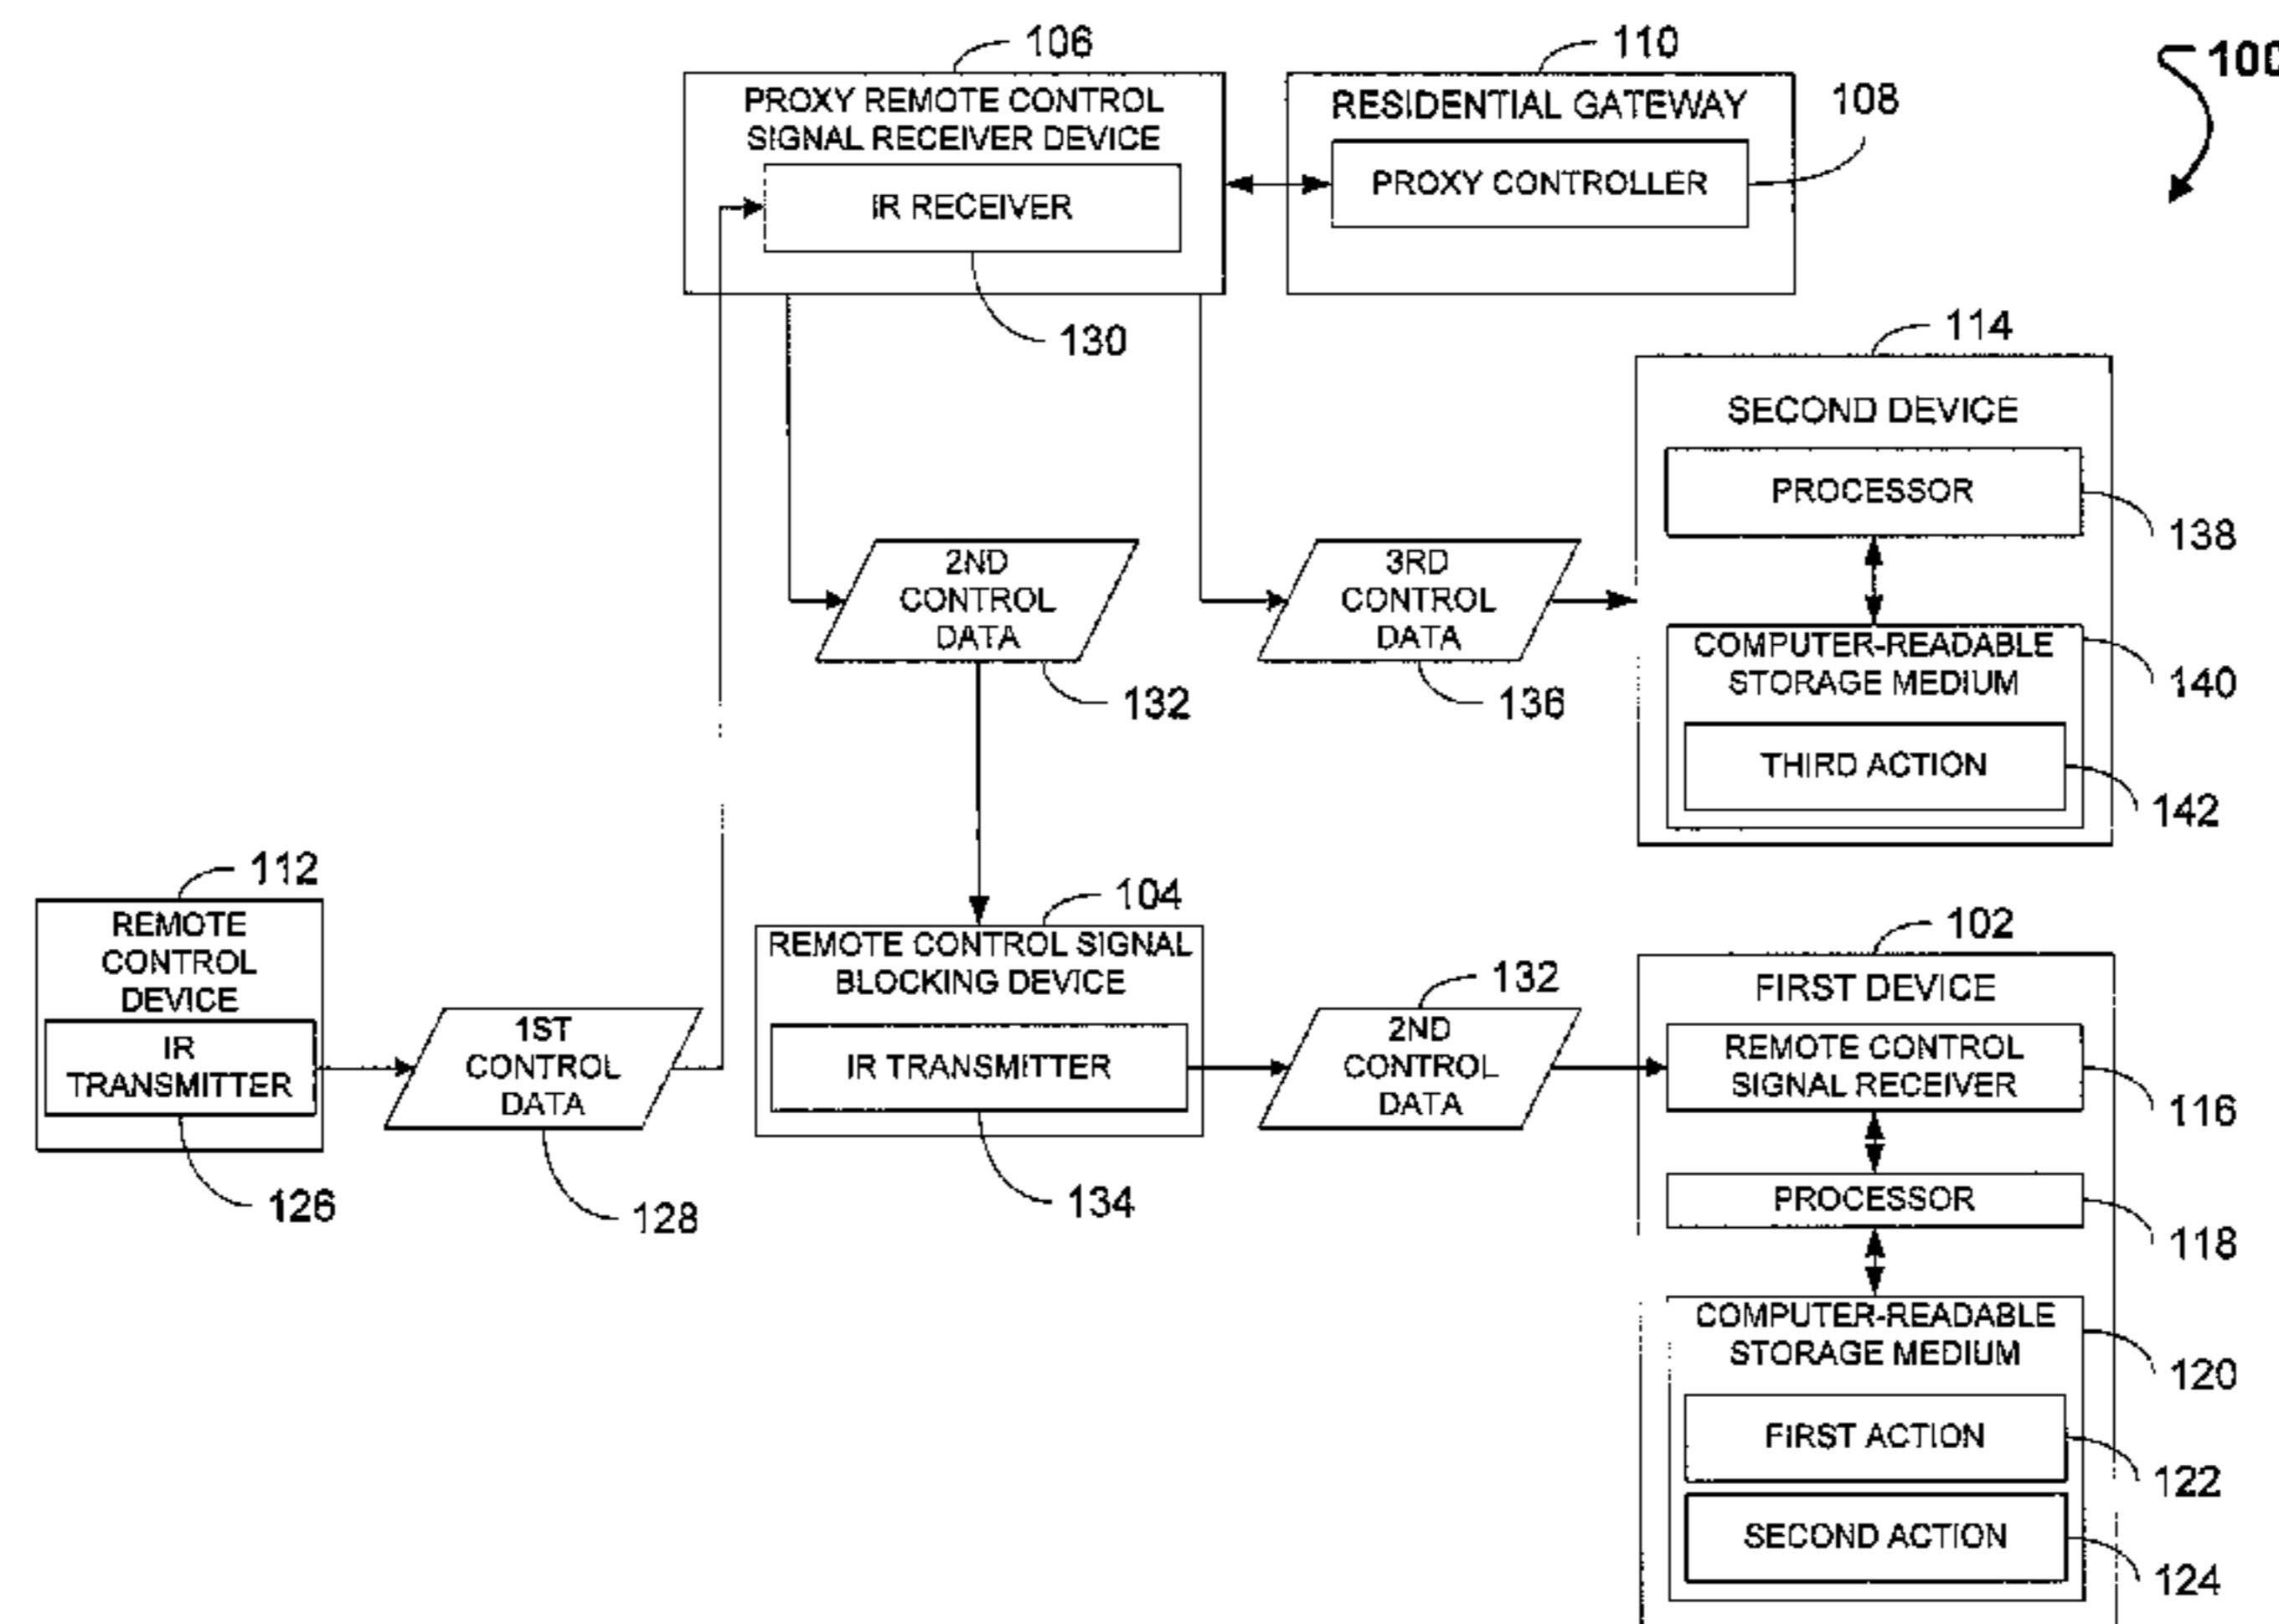 106
110
100
PROXY REMOTE CONTROL
SIGNAL RECEIVER DEVICE
RESIDENTIAL GATEWAY
108
IR RECEIVER
PROXY CONTROLLER
130
114
SECOND DEVICE
PROCESSOR
138
2ND
CONTROL
DATA
132
3RD
CONTROL
DATA
136
COMPUTER-READABLE
STORAGE MEDIUM
140
THIRD ACTION
142
112
REMOTE
CONTROL
DEVICE
IR
TRANSMITTER
126
1ST
CONTROL
DATA
128
104
REMOTE CONTROL SIGNAL
BLOCKING DEVICE
IR TRANSMITTER
134
132
2ND
CONTROL
DATA
102
FIRST DEVICE
REMOTE CONTROL
SIGNAL RECEIVER
116
PROCESSOR
118
COMPUTER-READABLE
STORAGE MEDIUM
120
FIRST ACTION
122
SECOND ACTION
124